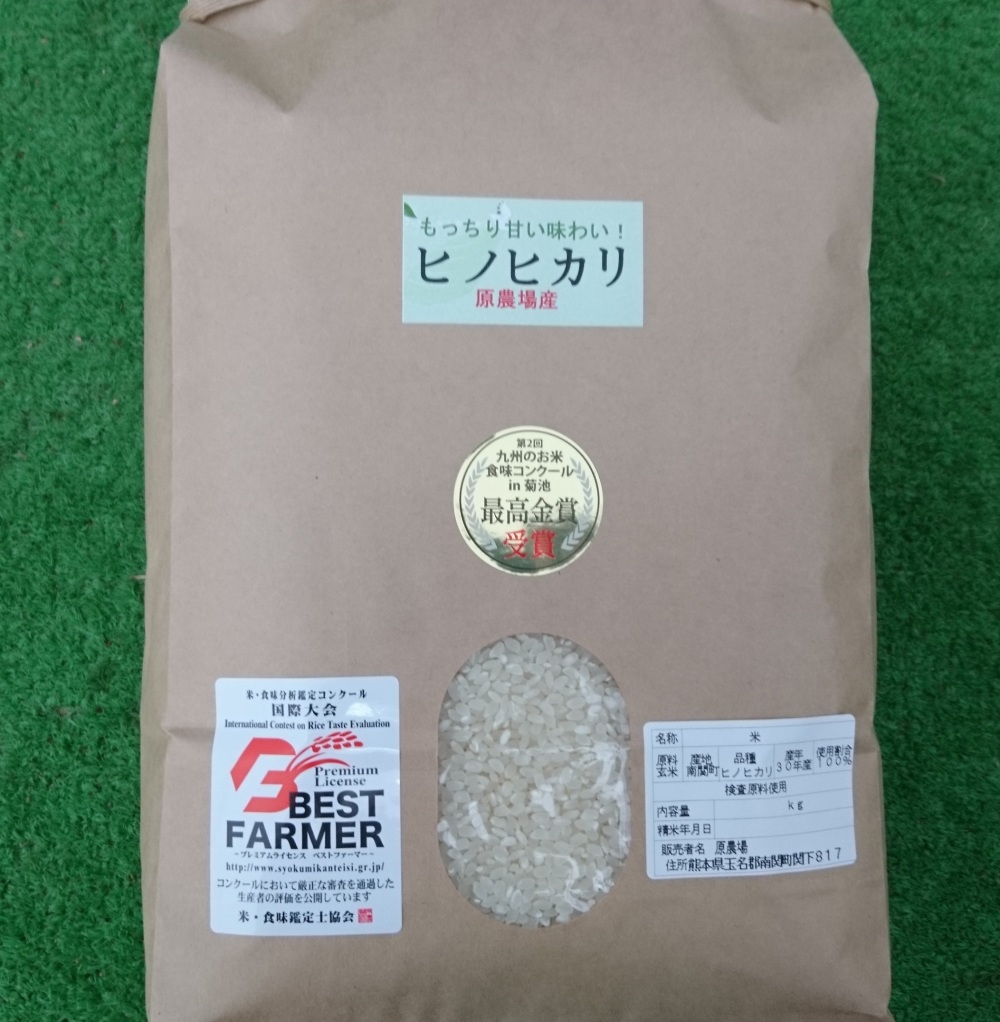 もっちり甘い味わい！
ヒノヒカリ
原農場産
第2回
九州のお米
食味コンクール
in 菊池
最高金賞
受賞
米・食味分析鑑定コンクール
国際大会
International Contest on Rice Taste Evaluation
Premium
License
BEST
FARMER
－プレミアムライセンス ベストファーマー－
http://www.syokumikanteisi.gr.jp/
コンクールにおいて厳正な審査を通過した
生産者の評価を公開しています
米・食味鑑定士協会
名称 米
原料 産地 品種 産年 使用割合
玄米 南関町 ヒノヒカリ 30年産 100%
検査原料使用
内容量 kg
精米年月日
販売者名 原農場
住所熊本県玉名郡南関町関下817